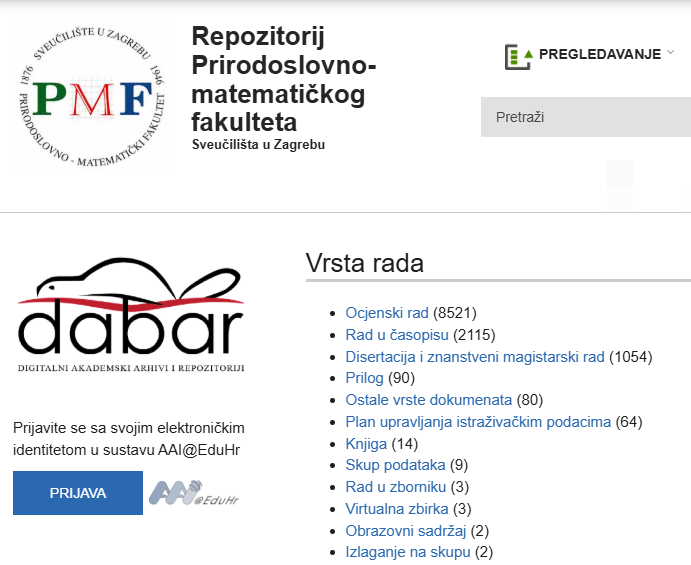 SVEUČILIŠTE U ZAGREBU
1876
1946
PMF
PRIRODOSLOVNO - MATEMATIČKI FAKULTET
Repozitorij
Prirodoslovno-
matematičkog
fakulteta
Sveučilišta u Zagrebu
PREGLEDAVANJE
Pretraži
dabar
DIGITALNI AKADEMSKI ARHIVI I REPOZITORIJI
Prijavite se sa svojim elektroničkim
identitetom u sustavu AAI@EduHr
PRIJAVA
AAI@EduHr
Vrsta rada
Ocjenski rad (8521)
Rad u časopisu (2115)
Disertacija i znanstveni magistarski rad (1054)
Prilog (90)
Ostale vrste dokumenata (80)
Plan upravljanja istraživačkim podacima (64)
Knjiga (14)
Skup podataka (9)
Rad u zborniku (3)
Virtualna zbirka (3)
Obrazovni sadržaj (2)
Izlaganje na skupu (2)